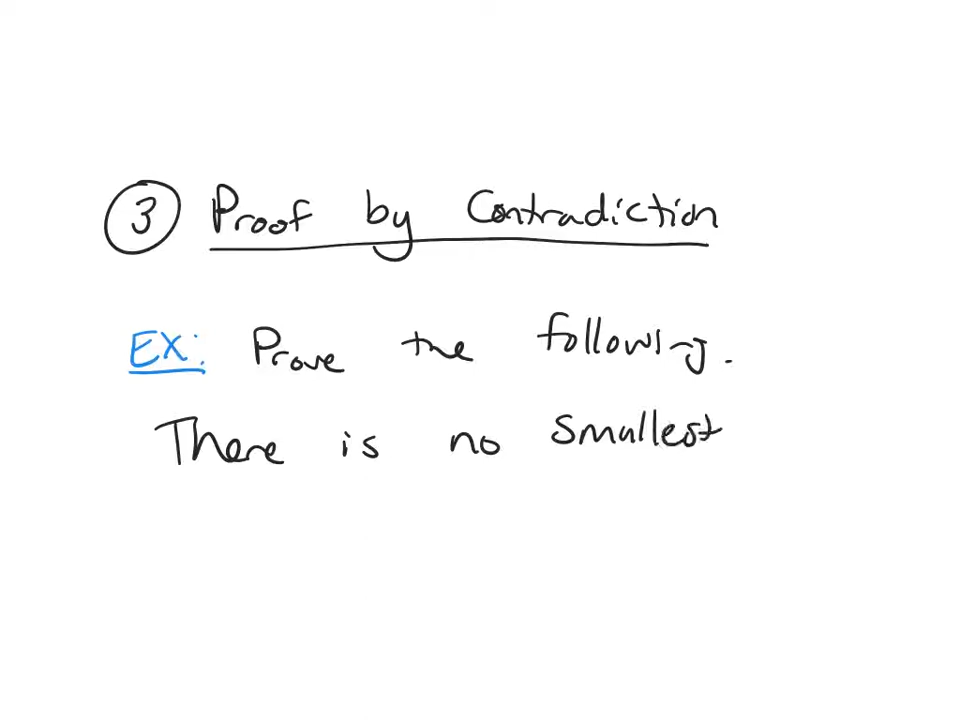 3 Proof by Contradiction
EX: Prove the following.
There is no smallest